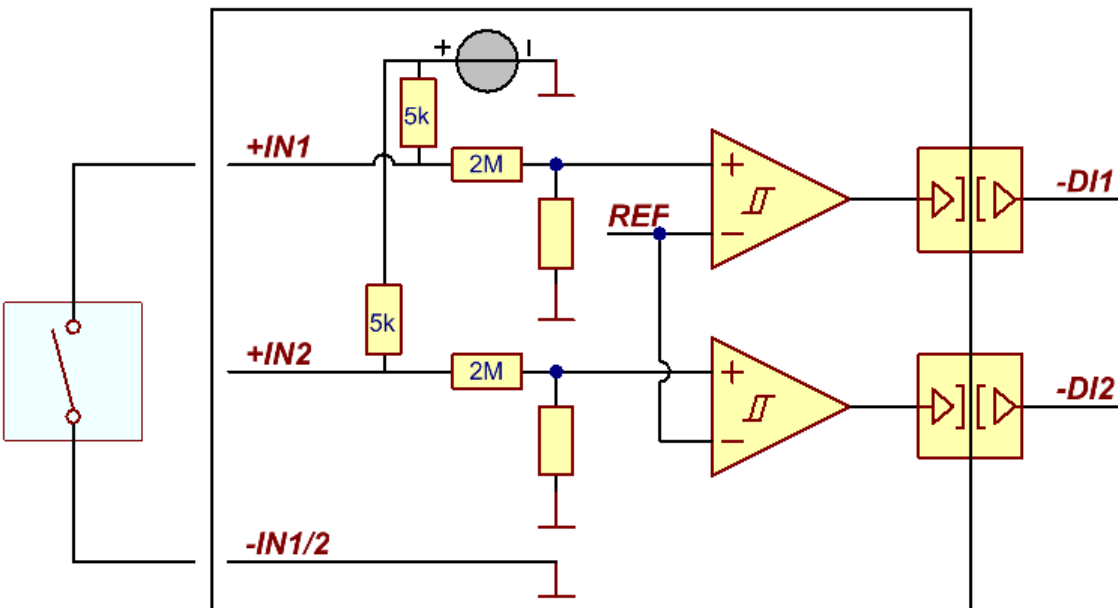 + −
5k
+IN1
2M
+
-DI1
REF
−
5k
+IN2
2M
+
-DI2
−
-IN1/2